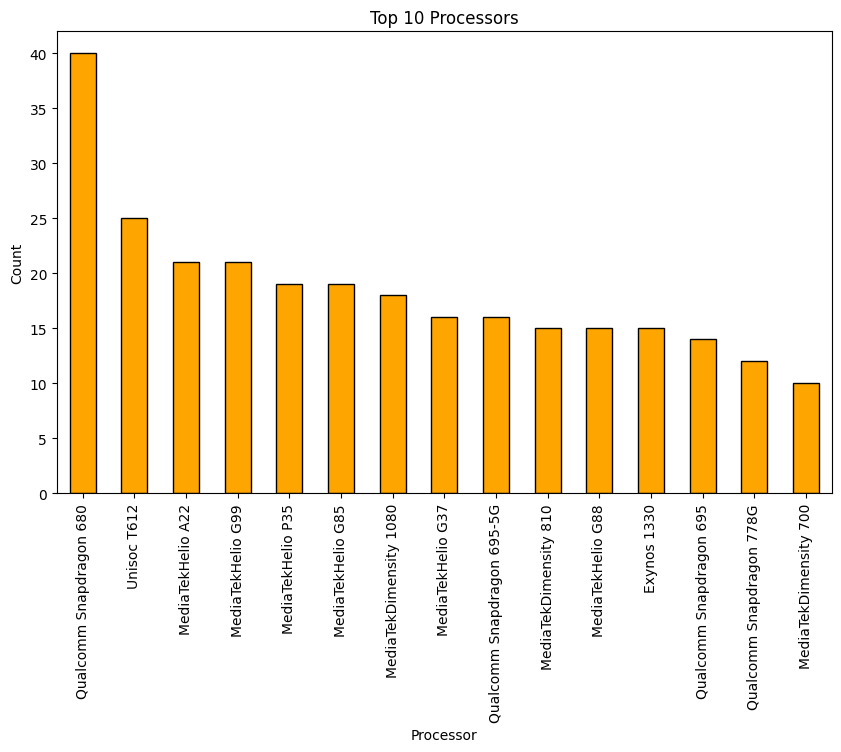 Top 10 Processors
Count
40
35
30
25
20
15
10
5
0
Qualcomm Snapdragon 680
Unisoc T612
MediaTekHelio A22
MediaTekHelio G99
MediaTekHelio P35
MediaTekHelio G85
MediaTekDimensity 1080
MediaTekHelio G37
Qualcomm Snapdragon 695-5G
MediaTekDimensity 810
MediaTekHelio G88
Exynos 1330
Qualcomm Snapdragon 695
Qualcomm Snapdragon 778G
MediaTekDimensity 700
Processor